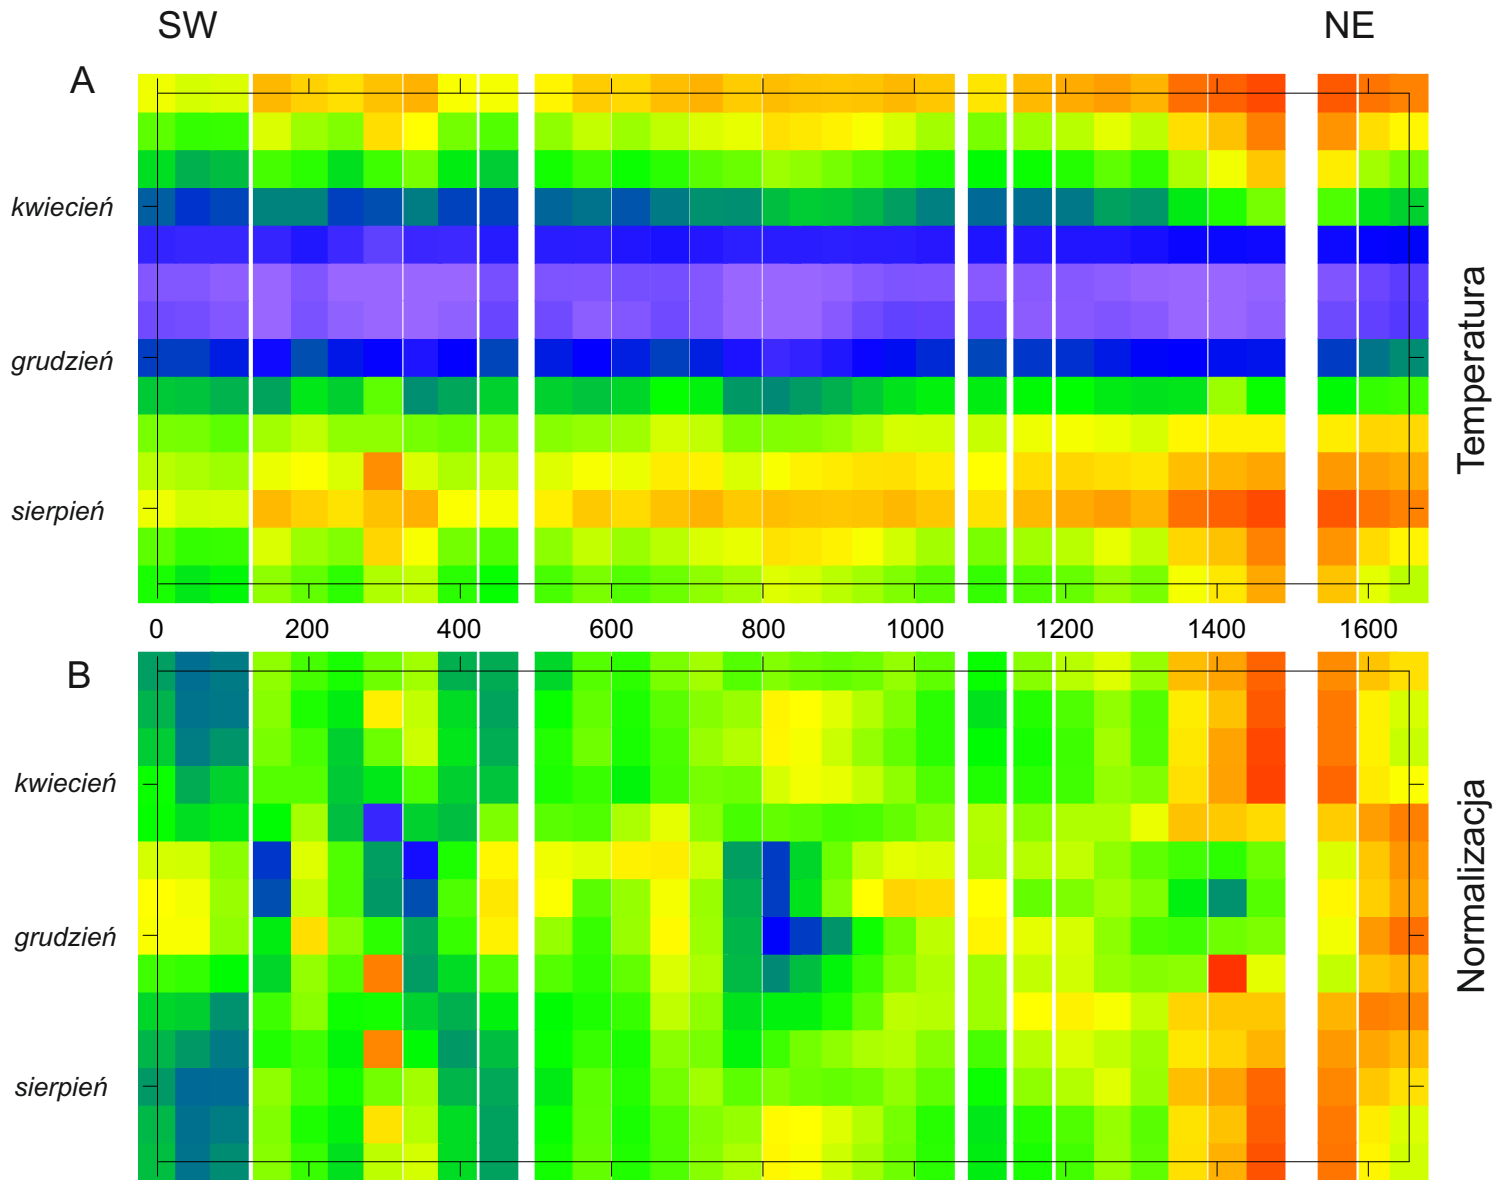 SW NE
A
kwiecień
grudzień
sierpień
Temperatura
0 200 400 600 800 1000 1200 1400 1600
B
kwiecień
grudzień
sierpień
Normalizacja